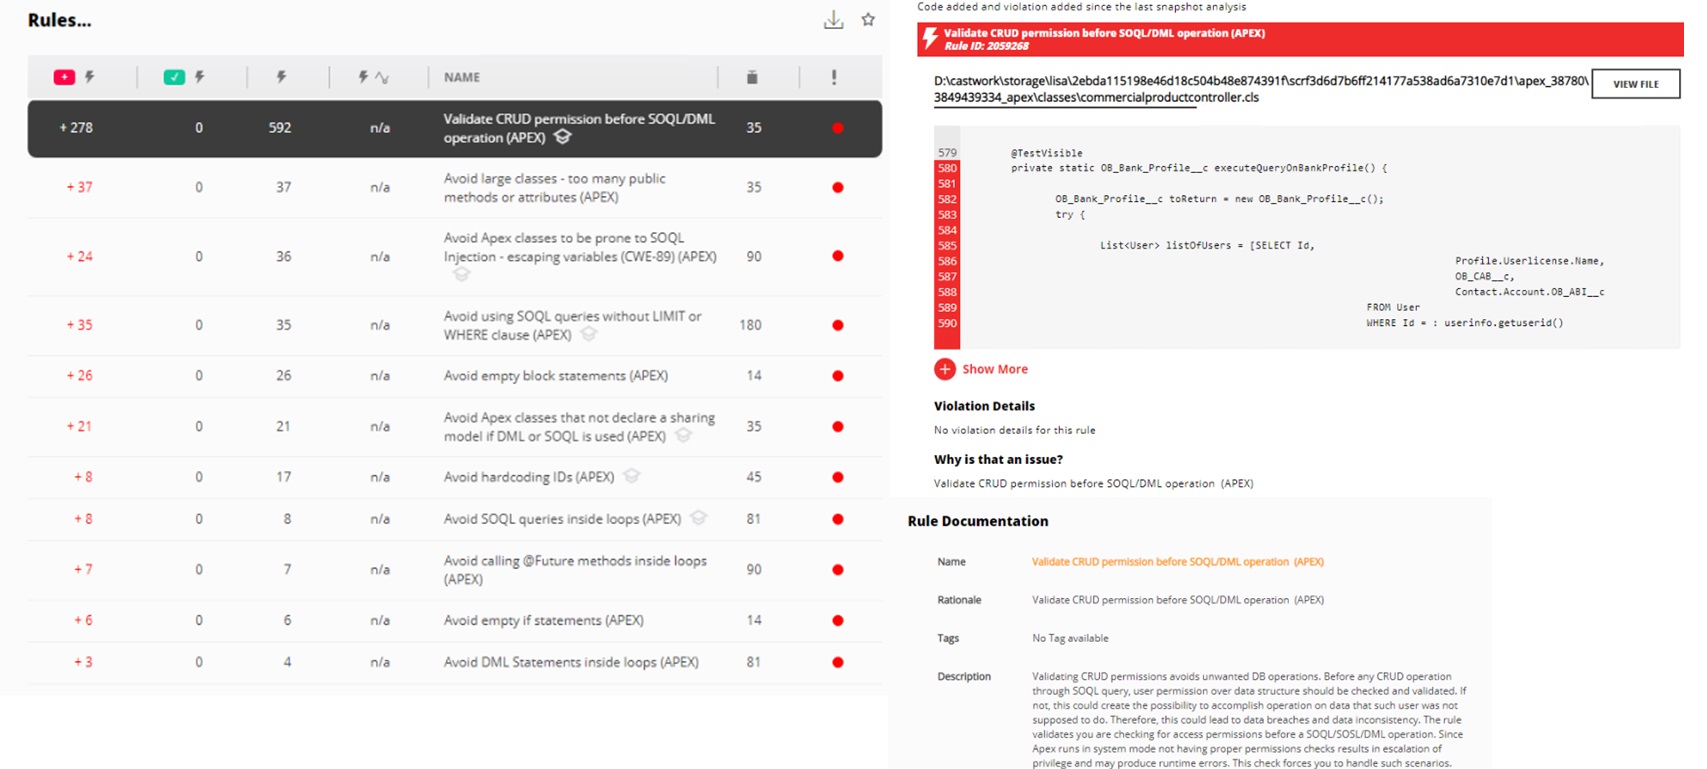 Rules...
NAME
+ 278 0 592 n/a Validate CRUD permission before SOQL/DML
operation (APEX) 35
+ 37 0 37 n/a Avoid large classes - too many public
methods or attributes (APEX) 35
+ 24 0 36 n/a Avoid Apex classes to be prone to SOQL
Injection - escaping variables (CWE-89) (APEX) 90
+ 35 0 35 n/a Avoid using SOQL queries without LIMIT or
WHERE clause (APEX) 180
+ 26 0 26 n/a Avoid empty block statements (APEX) 14
+ 21 0 21 n/a Avoid Apex classes that not declare a sharing
model if DML or SOQL is used (APEX) 35
+ 8 0 17 n/a Avoid hardcoding IDs (APEX) 45
+ 8 0 8 n/a Avoid SOQL queries inside loops (APEX) 81
+ 7 0 7 n/a Avoid calling @Future methods inside loops
(APEX) 90
+ 6 0 6 n/a Avoid empty if statements (APEX) 14
+ 3 0 4 n/a Avoid DML Statements inside loops (APEX) 81
Code added and violation added since the last snapshot analysis
Validate CRUD permission before SOQL/DML operation (APEX)
Rule ID: 2059268
D:\castwork\storage\lisa\2ebda115198e46d18c504b48e874391f\scrf3d6d7b6ff214177a538ad6a7310e7d1\apex_38780\
3849439334_apex\classes\commercialproductcontroller.cls
VIEW FILE
579 @TestVisible
580 private static OB_Bank_Profile__c executeQueryOnBankProfile() {
581
582 OB_Bank_Profile__c toReturn = new OB_Bank_Profile__c();
583 try {
584
585 List<User> listOfUsers = [SELECT Id,
586 Profile.Userlicense.Name,
587 OB_CAB__c,
588 Contact.Account.OB_ABI__c
589 FROM User
590 WHERE Id = : userinfo.getuserid()
Show More
Violation Details
No violation details for this rule
Why is that an issue?
Validate CRUD permission before SOQL/DML operation (APEX)
Rule Documentation
Name Validate CRUD permission before SOQL/DML operation (APEX)
Rationale Validate CRUD permission before SOQL/DML operation (APEX)
Tags No Tag available
Description Validating CRUD permissions avoids unwanted DB operations. Before any CRUD operation
through SOQL query, user permission over data structure should be checked and validated. If
not, this could create the possibility to accomplish operation on data that such user was not
supposed to do. Therefore, this could lead to data breaches and data inconsistency. The rule
validates you are checking for access permissions before a SOQL/SOSL/DML operation. Since
Apex runs in system mode not having proper permissions checks results in escalation of
privilege and may produce runtime errors. This check forces you to handle such scenarios.